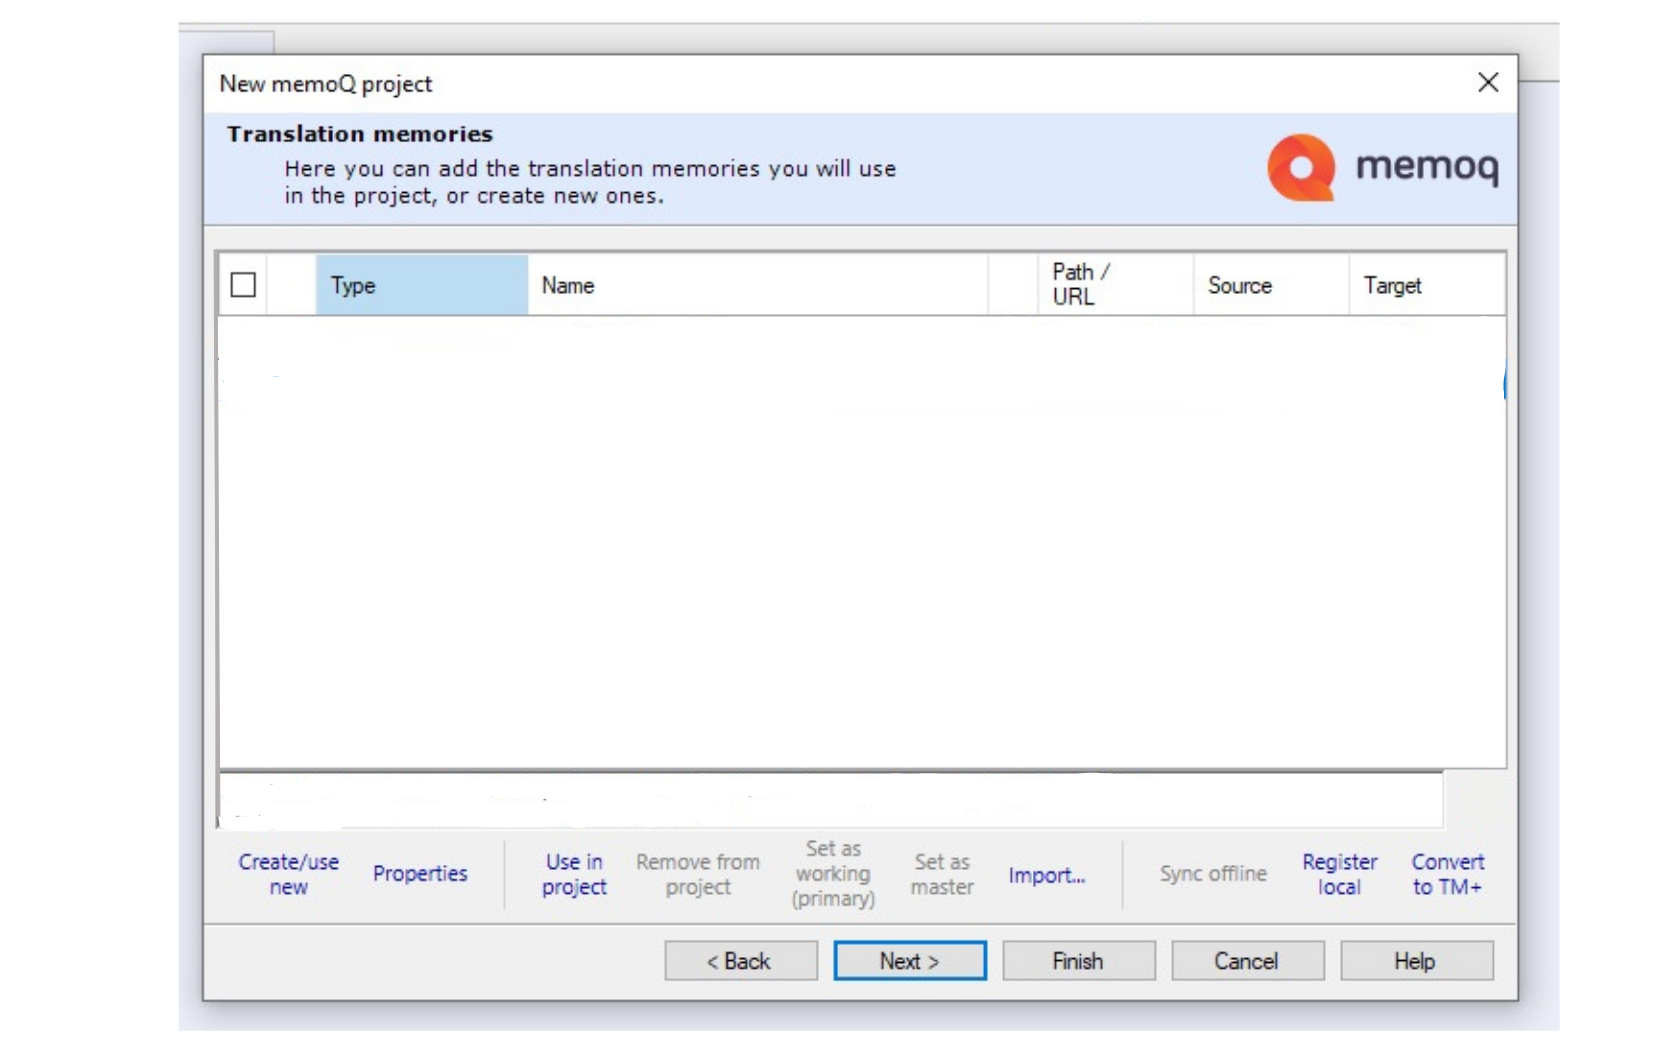 New memoQ project
Translation memories
Here you can add the translation memories you will use
in the project, or create new ones.
memoq
Type
Name
Path /
URL
Source
Target
Create/use
new
Properties
Use in
project
Remove from
project
Set as
working
(primary)
Set as
master
Import...
Sync offline
Register
local
Convert
to TM+
< Back
Next >
Finish
Cancel
Help